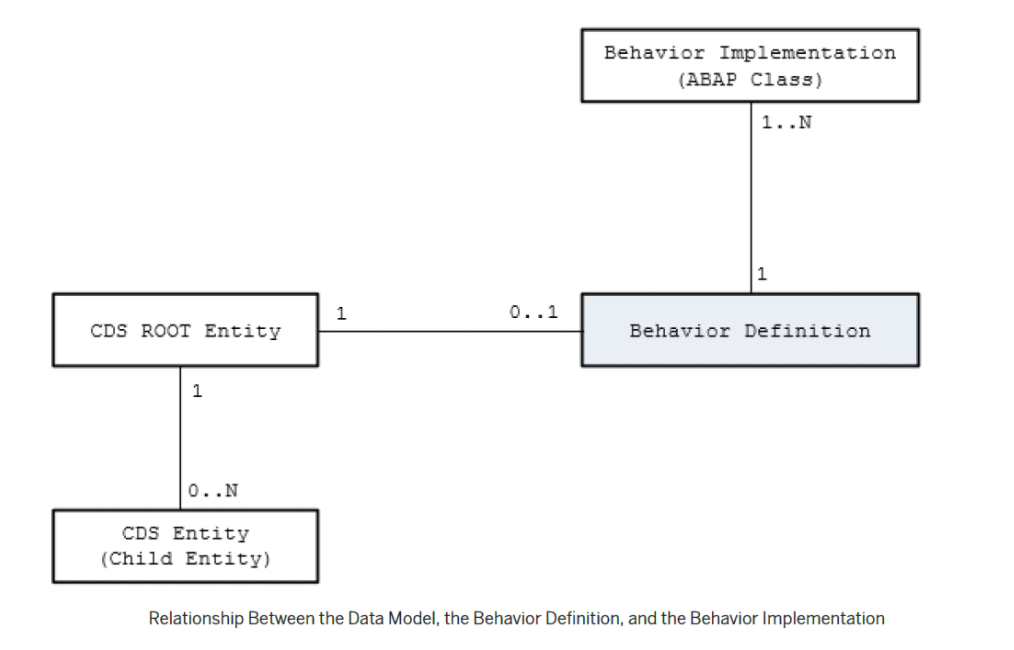 Behavior Implementation
(ABAP Class)
1..N
1
CDS ROOT Entity
1
0..1
Behavior Definition
1
0..N
CDS Entity
(Child Entity)
Relationship Between the Data Model, the Behavior Definition, and the Behavior Implementation